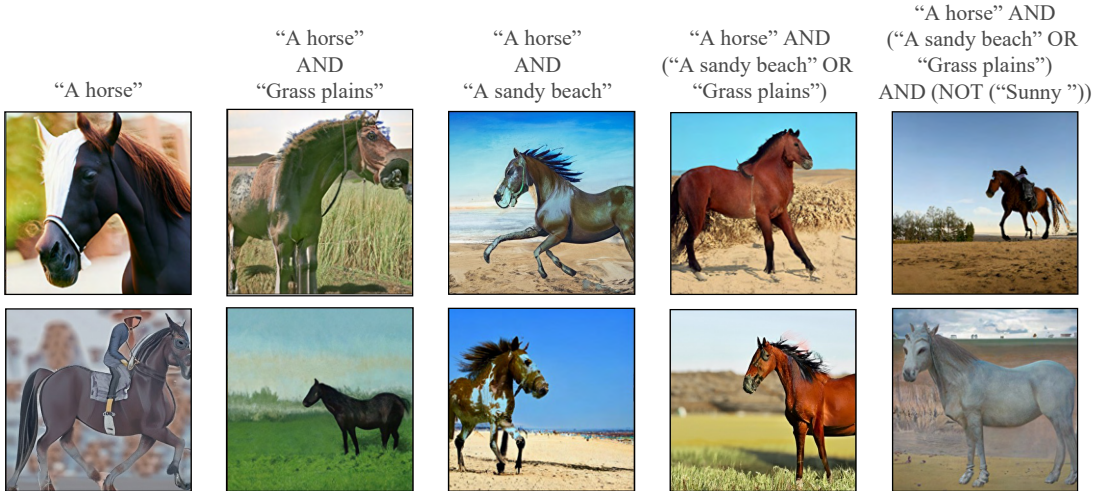 “A horse”
“A horse”
AND
“Grass plains”
“A horse”
AND
“A sandy beach”
“A horse” AND
(“A sandy beach” OR
“Grass plains”)
“A horse” AND
(“A sandy beach” OR
“Grass plains”)
AND (NOT (“Sunny ”))